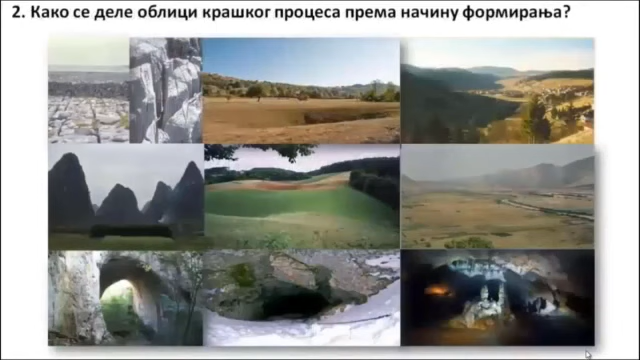 2. Како се деле облици крашког процеса према начину формирања?